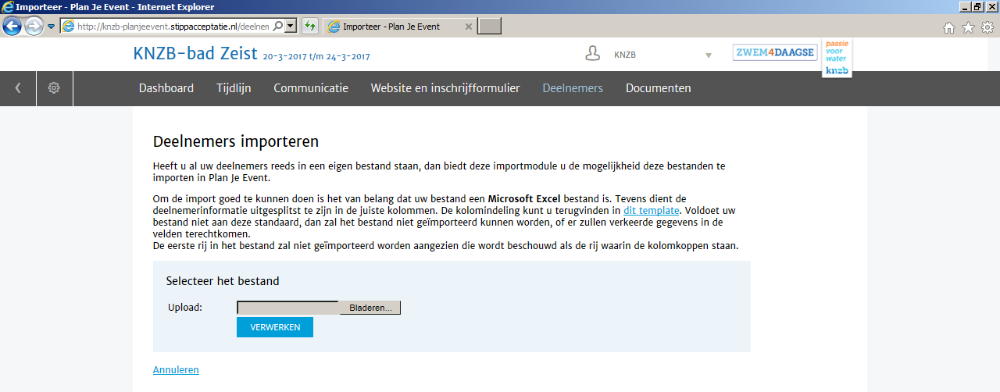 Importeer - Plan Je Event - Internet Explorer
http://knzb-planjeevent.stippacceptatie.nl/deelnem
Importeer - Plan Je Event
KNZB-bad Zeist 20-3-2017 t/m 24-3-2017
KNZB
ZWEM4DAAGSE
passie
voor
water
knzb
Dashboard Tijdlijn Communicatie Website en inschrijfformulier Deelnemers Documenten
Deelnemers importeren
Heeft u al uw deelnemers reeds in een eigen bestand staan, dan biedt deze importmodule u de mogelijkheid deze bestanden te
importen in Plan Je Event.
Om de import goed te kunnen doen is het van belang dat uw bestand een Microsoft Excel bestand is. Tevens dient de
deelnemerinformatie uitgesplitst te zijn in de juiste kolommen. De kolomindeling kunt u terugvinden in dit template. Voldoet uw
bestand niet aan deze standaard, dan zal het bestand niet geïmporteerd kunnen worden, of er zullen verkeerde gegevens in de
velden terechtkomen.
De eerste rij in het bestand zal niet geïmporteerd worden aangezien die wordt beschouwd als de rij waarin de kolomkoppen staan.
Selecteer het bestand
Upload: Bladeren...
VERWERKEN
Annuleren